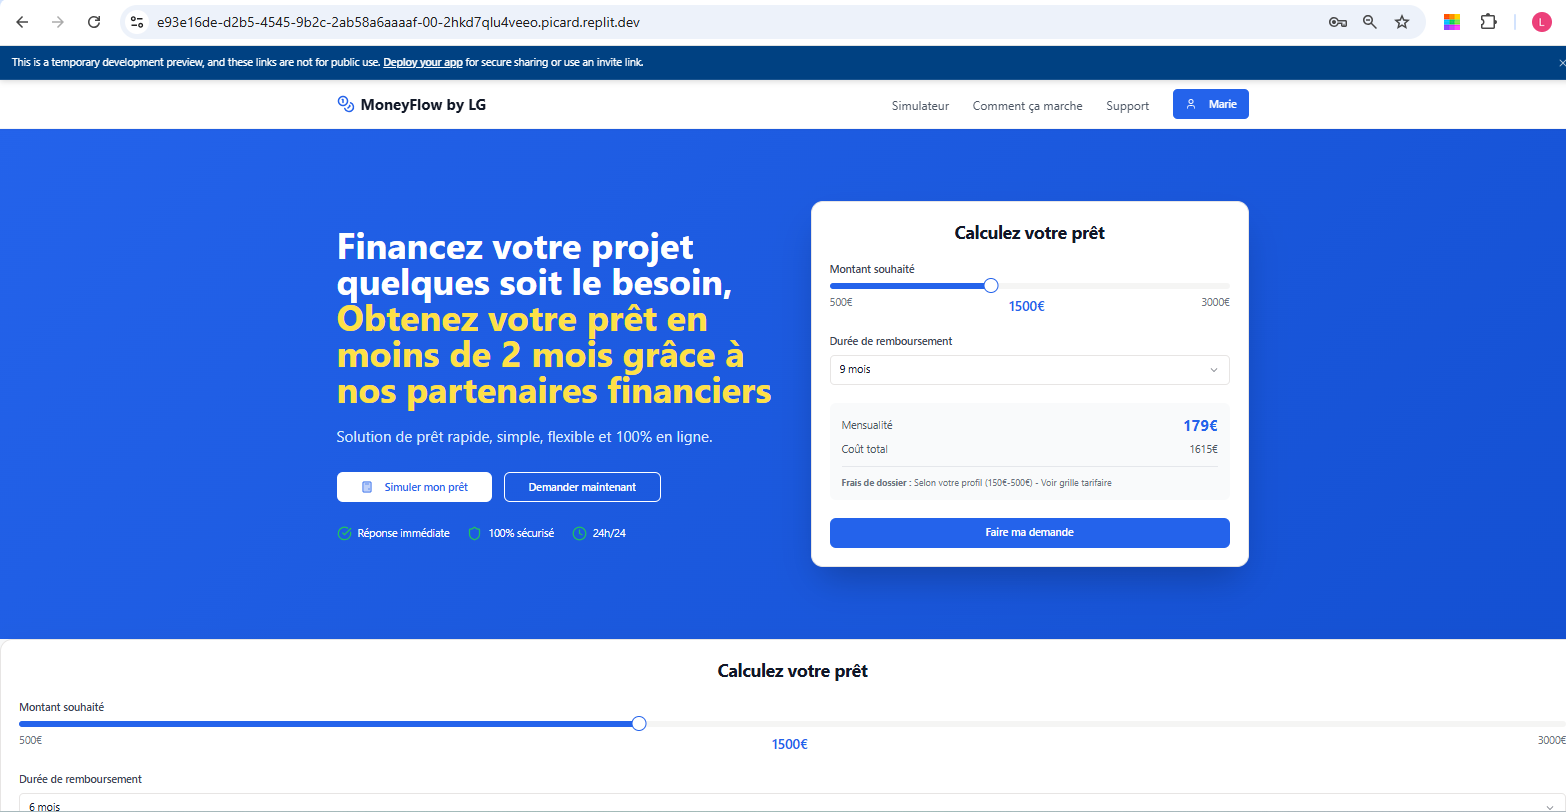 e93e16de-d2b5-4545-9b2c-2ab58a6aaaaf-00-2hkd7qlu4veeo.picard.replit.dev
L
This is a temporary development preview, and these links are not for public use. Deploy your app for secure sharing or use an invite link.
MoneyFlow by LG
Simulateur
Comment ça marche
Support
Marie
Financez votre projet
quelques soit le besoin,
Obtenez votre prêt en
moins de 2 mois grâce à
nos partenaires financiers
Solution de prêt rapide, simple, flexible et 100% en ligne.
Simuler mon prêt
Demander maintenant
Réponse immédiate
100% sécurisé
24h/24
Calculez votre prêt
Montant souhaité
500€
1500€
3000€
Durée de remboursement
9 mois
Mensualité
179€
Coût total
1615€
Frais de dossier : Selon votre profil (150€-500€) - Voir grille tarifaire
Faire ma demande
Calculez votre prêt
Montant souhaité
500€
1500€
3000€
Durée de remboursement
6 mois